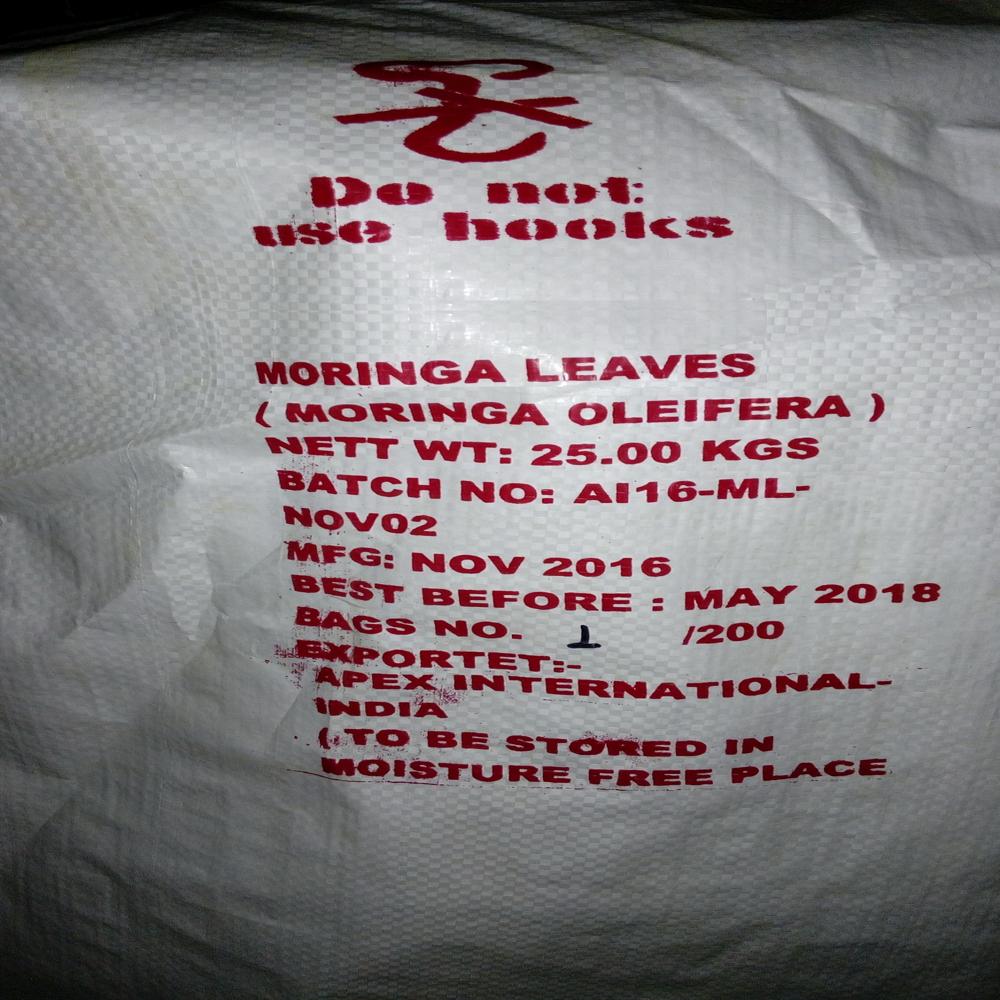 Do not
use hooks
MORINGA LEAVES
( MORINGA OLEIFERA )
NETT WT: 25.00 KGS
BATCH NO: AI16-ML-
NOV02
MFG: NOV 2016
BEST BEFORE : MAY 2018
BAGS NO. 1 /200
EXPORTET:-
APEX INTERNATIONAL-
INDIA
( TO BE STORED IN
MOISTURE FREE PLACE